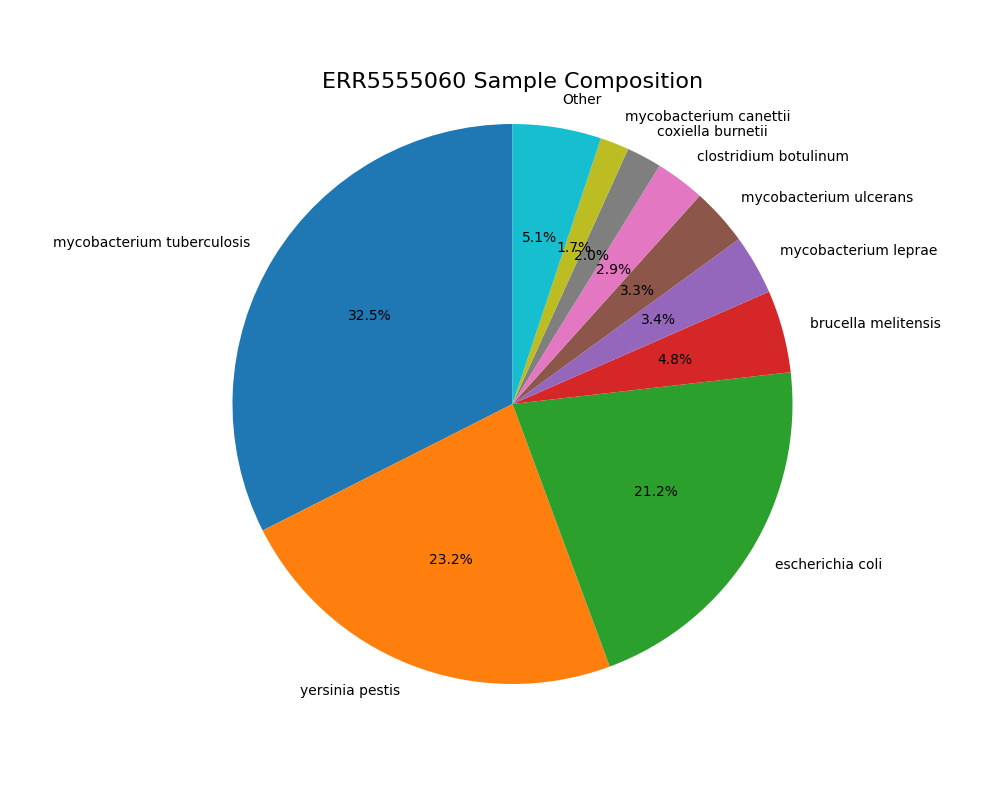 ERR5555060 Sample Composition
Other
mycobacterium canettii
coxiella burnetii
clostridium botulinum
mycobacterium ulcerans
mycobacterium leprae
brucella melitensis
escherichia coli
yersinia pestis
mycobacterium tuberculosis
5.1%
1.7%
2.0%
2.9%
3.3%
3.4%
4.8%
21.2%
23.2%
32.5%